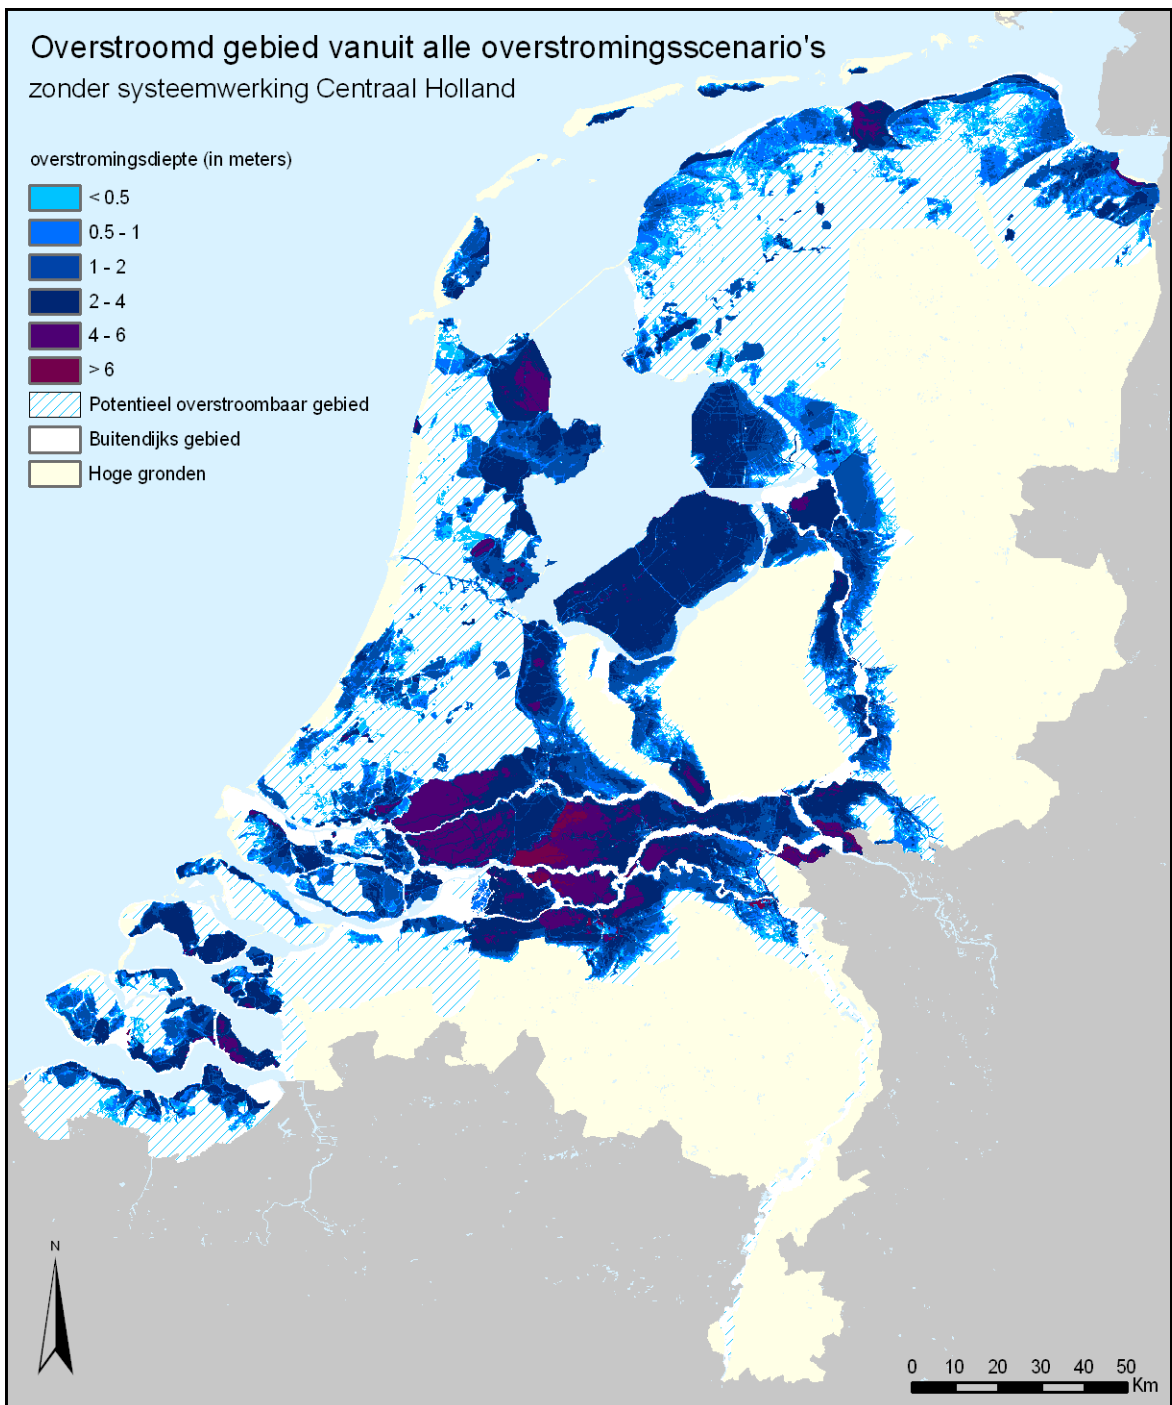 Overstroomd gebied vanuit alle overstromingsscenario's
zonder systeemwerking Centraal Holland
overstromingsdiepte (in meters)
< 0.5
0.5 - 1
1 - 2
2 - 4
4 - 6
> 6
Potentieel overstroombaar gebied
Buitendijks gebied
Hoge gronden
N
0 10 20 30 40 50
Km